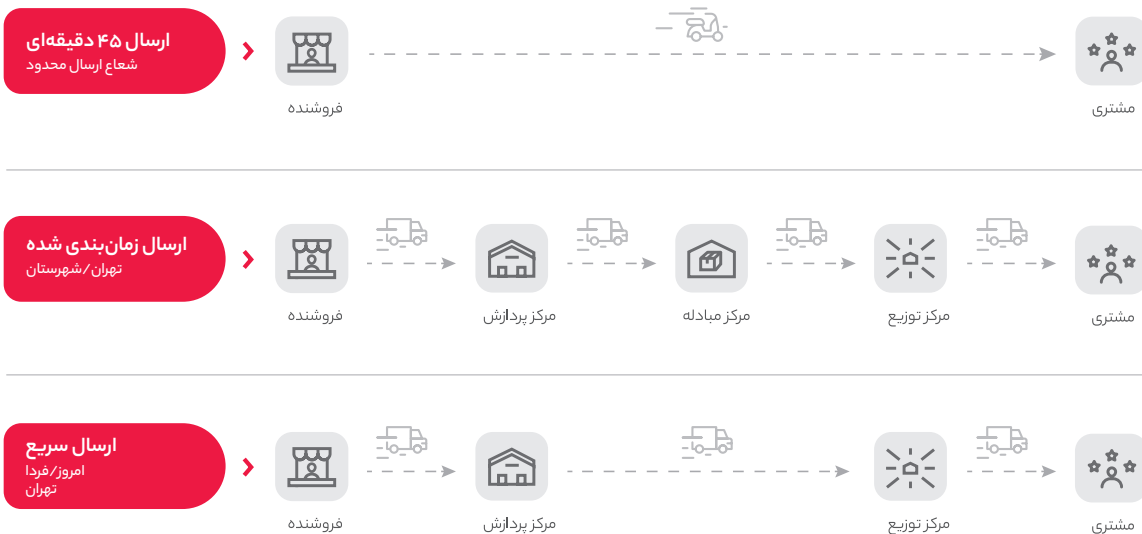 ارسال ۴۵ دقیقه‌ای
شعاع ارسال محدود
فروشنده
مشتری
ارسال زمان‌بندی شده
تهران/شهرستان
فروشنده
مرکز پردازش
مرکز مبادله
مرکز توزیع
مشتری
ارسال سریع
امروز/فردا
تهران
فروشنده
مرکز پردازش
مرکز توزیع
مشتری